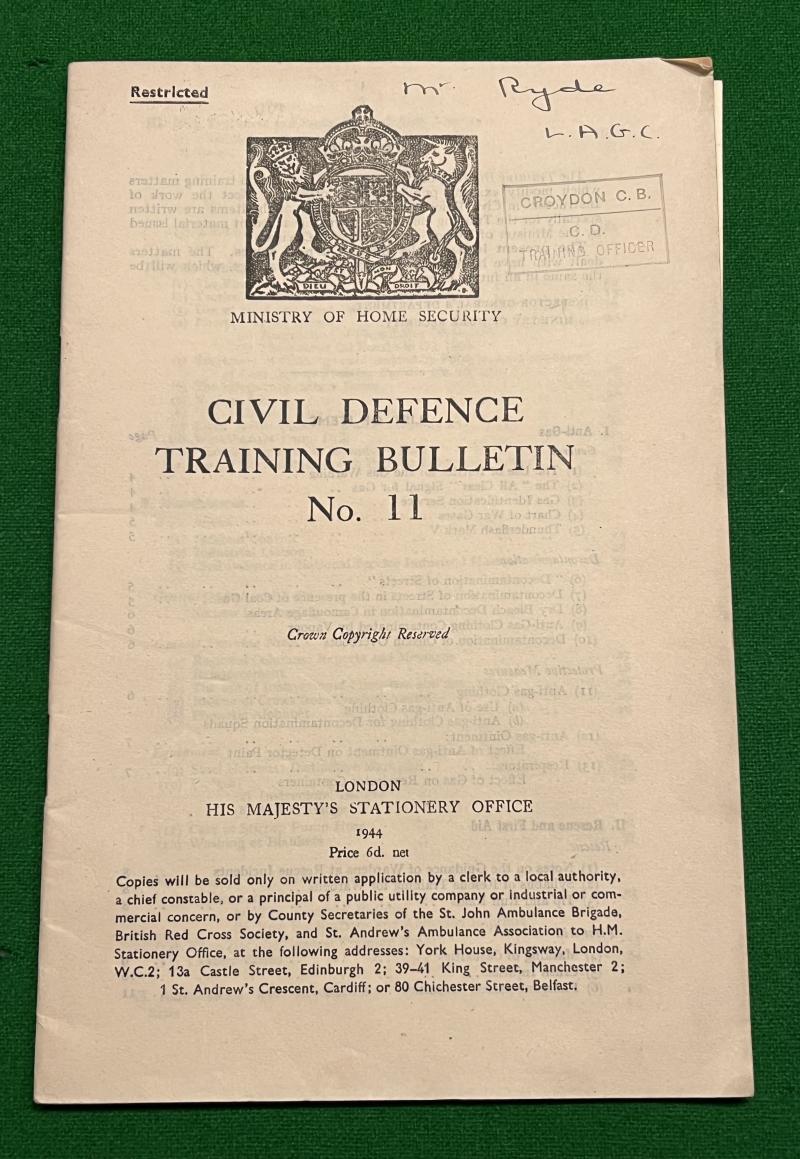 Restricted
Mr. Ryde
L.A.G.C.
CROYDON C.B.
C.D.
TRAINING OFFICER
DIEU ET MON DROIT
MINISTRY OF HOME SECURITY
CIVIL DEFENCE
TRAINING BULLETIN
No. 11
Crown Copyright Reserved
LONDON
HIS MAJESTY'S STATIONERY OFFICE
1944
Price 6d. net
Copies will be sold only on written application by a clerk to a local authority,
a chief constable, or a principal of a public utility company or industrial or com-
mercial concern, or by County Secretaries of the St. John Ambulance Brigade,
British Red Cross Society, and St. Andrew's Ambulance Association to H.M.
Stationery Office, at the following addresses: York House, Kingsway, London,
W.C.2; 13a Castle Street, Edinburgh 2; 39–41 King Street, Manchester 2;
1 St. Andrew's Crescent, Cardiff; or 80 Chichester Street, Belfast.